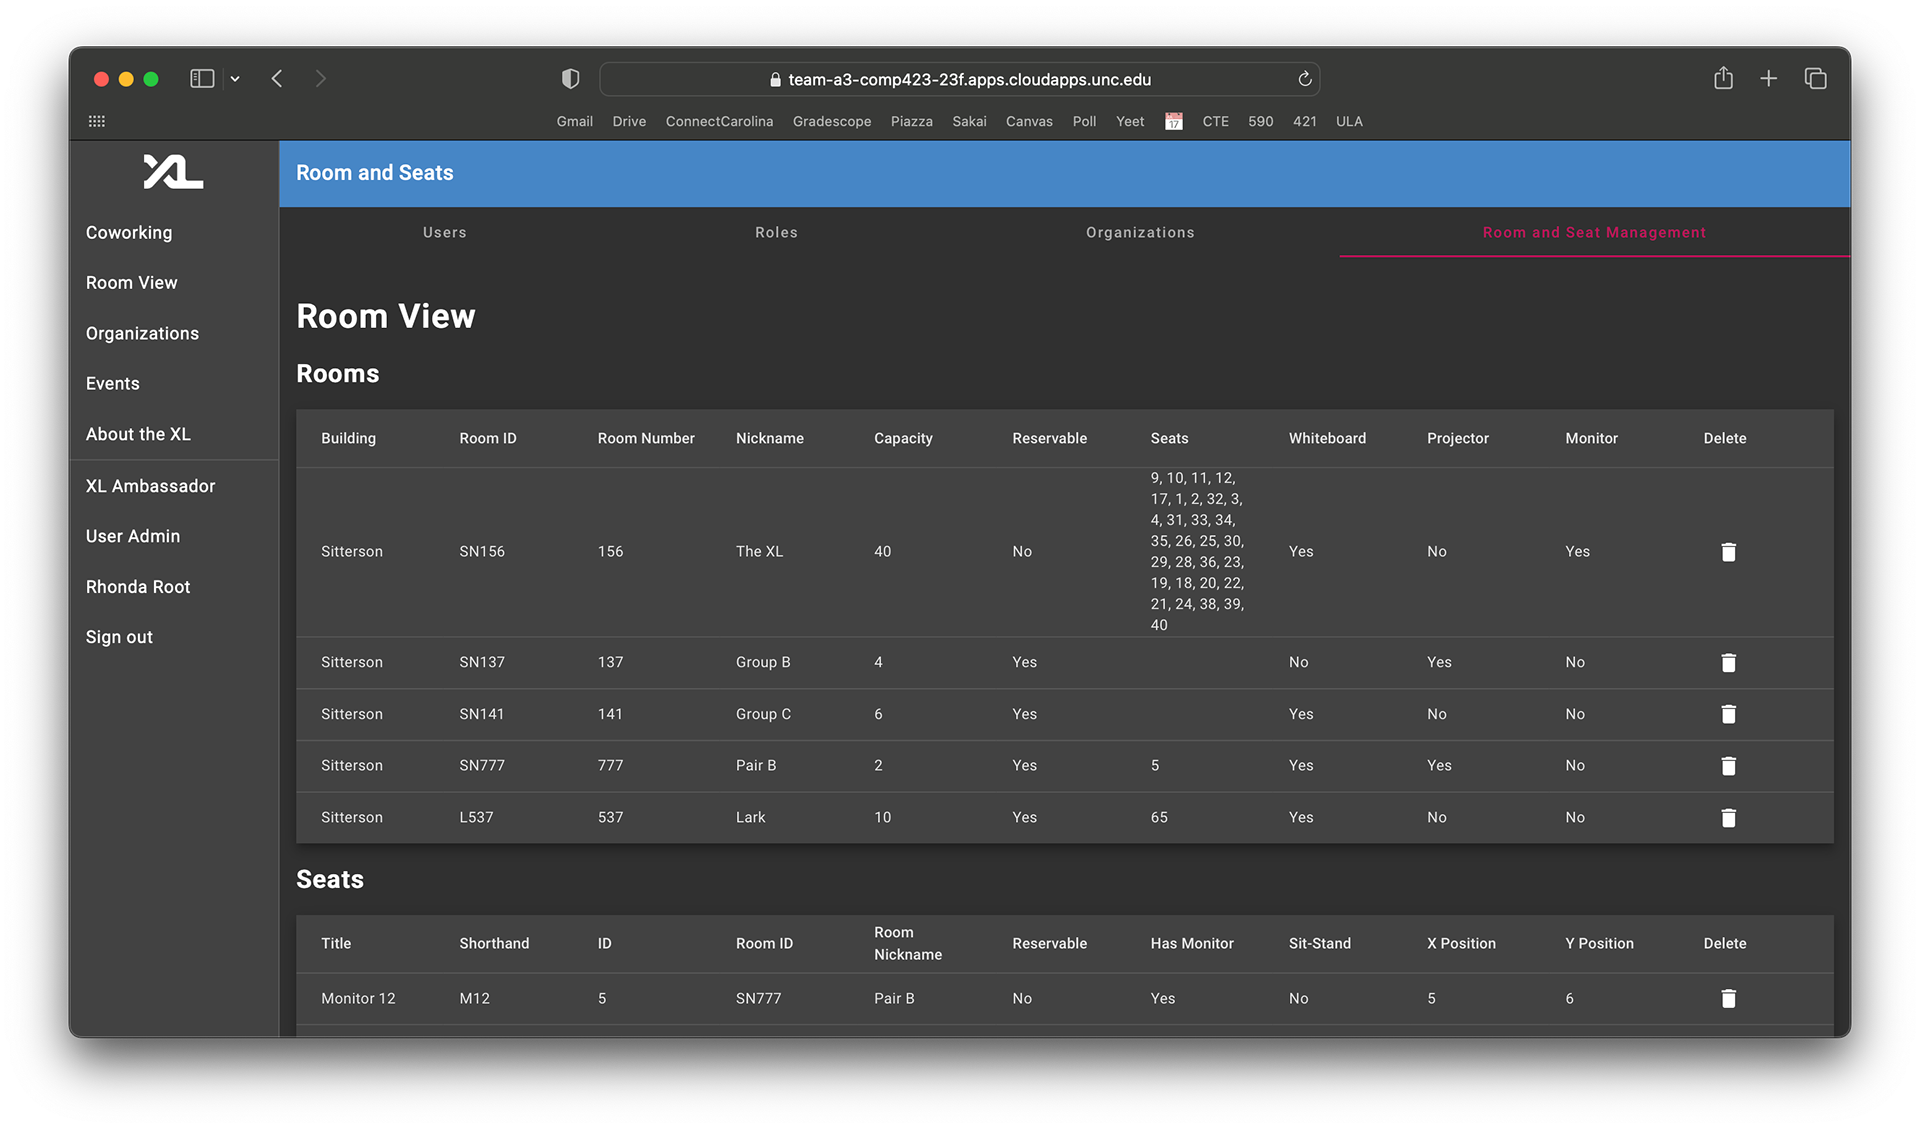 team-a3-comp423-23f.apps.cloudapps.unc.edu
Gmail Drive ConnectCarolina Gradescope Piazza Sakai Canvas Poll Yeet 17 CTE 590 421 ULA
XL
Coworking
Room View
Organizations
Events
About the XL
XL Ambassador
User Admin
Rhonda Root
Sign out
Room and Seats
Users Roles Organizations Room and Seat Management
Room View
Rooms
Building Room ID Room Number Nickname Capacity Reservable Seats Whiteboard Projector Monitor Delete
9, 10, 11, 12,
17, 1, 2, 32, 3,
4, 31, 33, 34,
35, 26, 25, 30,
Sitterson SN156 156 The XL 40 No Yes No Yes
29, 28, 36, 23,
19, 18, 20, 22,
21, 24, 38, 39,
40
Sitterson SN137 137 Group B 4 Yes No Yes No
Sitterson SN141 141 Group C 6 Yes Yes No No
Sitterson SN777 777 Pair B 2 Yes 5 Yes Yes No
Sitterson L537 537 Lark 10 Yes 65 Yes No No
Seats
Title Shorthand ID Room ID Room Nickname Reservable Has Monitor Sit-Stand X Position Y Position Delete
Monitor 12 M12 5 SN777 Pair B No Yes No 5 6